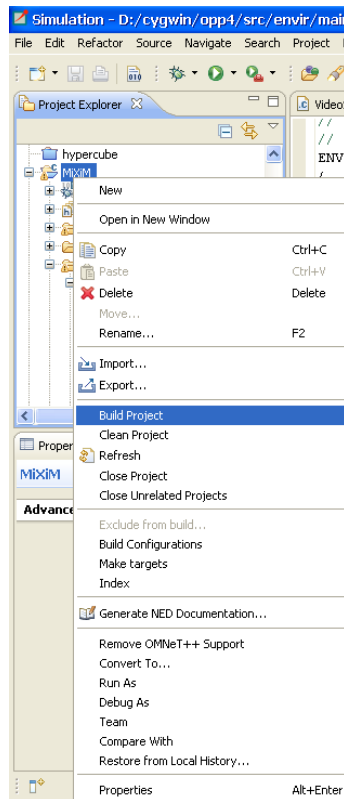 Simulation - D:/cygwin/opp4/src/envir/mai
File Edit Refactor Source Navigate Search Project
Project Explorer
Video
//
//
ENV
{
hypercube
MiXiM
New
Open in New Window
Copy Ctrl+C
Paste Ctrl+V
Delete Delete
Move...
Rename... F2
Import...
Export...
Build Project
Clean Project
Refresh
Close Project
Close Unrelated Projects
Proper
MiXiM
Advance
Exclude from build...
Build Configurations
Make targets
Index
Generate NED Documentation...
Remove OMNeT++ Support
Convert To...
Run As
Debug As
Team
Compare With
Restore from Local History...
Properties Alt+Enter